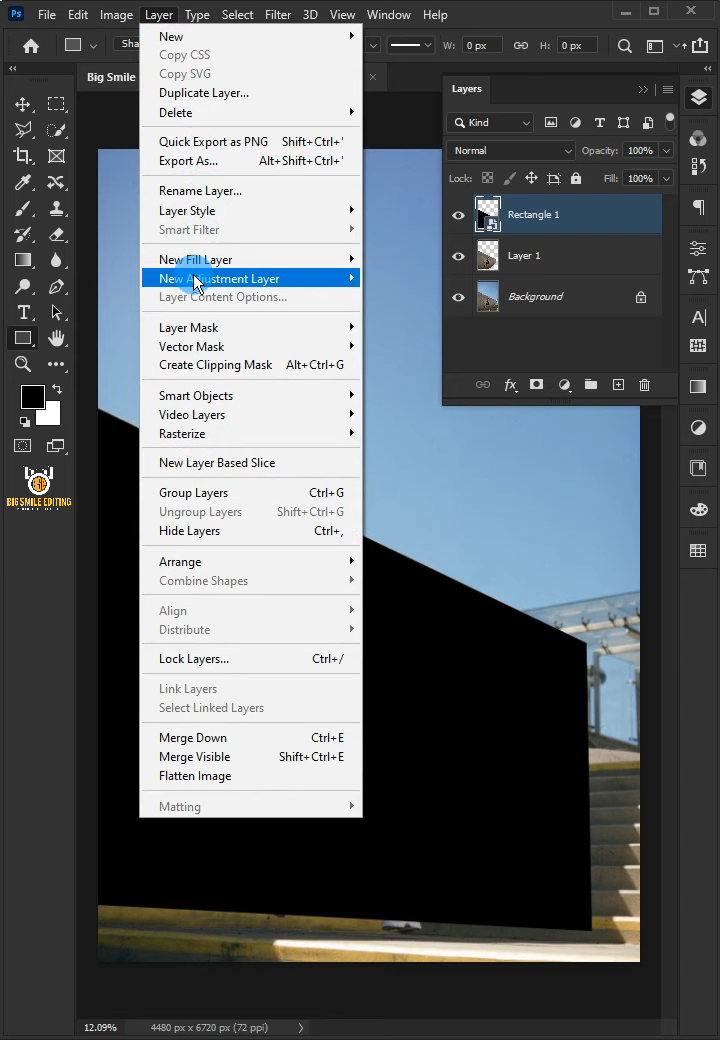 Ps File Edit Image Layer Type Select Filter 3D View Window Help
Sha W: 0 px H: 0 px
Big Smile
New
Copy CSS
Copy SVG
Duplicate Layer...
Delete
Quick Export as PNG Shift+Ctrl+'
Export As... Alt+Shift+Ctrl+'
Rename Layer...
Layer Style
Smart Filter
New Fill Layer
New Adjustment Layer
Layer Content Options...
Layer Mask
Vector Mask
Create Clipping Mask Alt+Ctrl+G
Smart Objects
Video Layers
Rasterize
New Layer Based Slice
Group Layers Ctrl+G
Ungroup Layers Shift+Ctrl+G
Hide Layers Ctrl+,
Arrange
Combine Shapes
Align
Distribute
Lock Layers... Ctrl+/
Link Layers
Select Linked Layers
Merge Down Ctrl+E
Merge Visible Shift+Ctrl+E
Flatten Image
Matting
Layers
Kind
Normal Opacity: 100%
Lock: Fill: 100%
Rectangle 1
Layer 1
Background
fx
BIG SMILE EDITING
12.09% 4480 px x 6720 px (72 ppi)